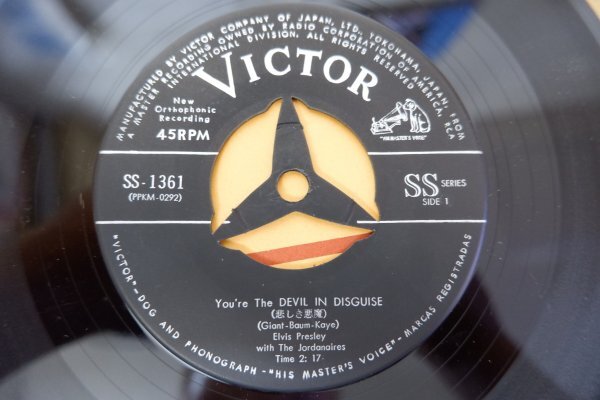 MANUFACTURED BY VICTOR COMPANY OF JAPAN, LTD., YOKOHAMA, JAPAN, FROM
A MASTER RECORDING OWNED BY RADIO CORPORATION OF AMERICA, RCA
INTERNATIONAL DIVISION, ALL RIGHTS RESERVED
VICTOR
New
Orthophonic
Recording
45RPM
"HIS MASTER'S VOICE"
SS-1361
(PPKM-0292)
SS SERIES
SIDE 1
You're The DEVIL IN DISGUISE
(悲しき悪魔)
(Giant-Baum-Kaye)
Elvis Presley
with The Jordanaires
Time 2: 17
"VICTOR"-DOG AND PHONOGRAPH-"HIS MASTER'S VOICE"-MARCAS REGISTRADAS